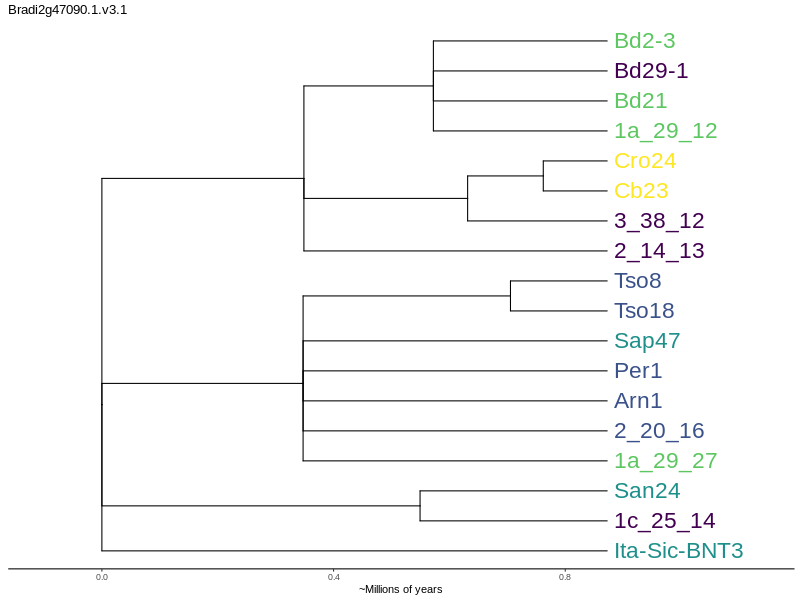 Bradi2g47090.1.v3.1
Bd2-3
Bd29-1
Bd21
1a_29_12
Cro24
Cb23
3_38_12
2_14_13
Tso8
Tso18
Sap47
Per1
Arn1
2_20_16
1a_29_27
San24
1c_25_14
Ita-Sic-BNT3
0.0 0.4 0.8
~Millions of years